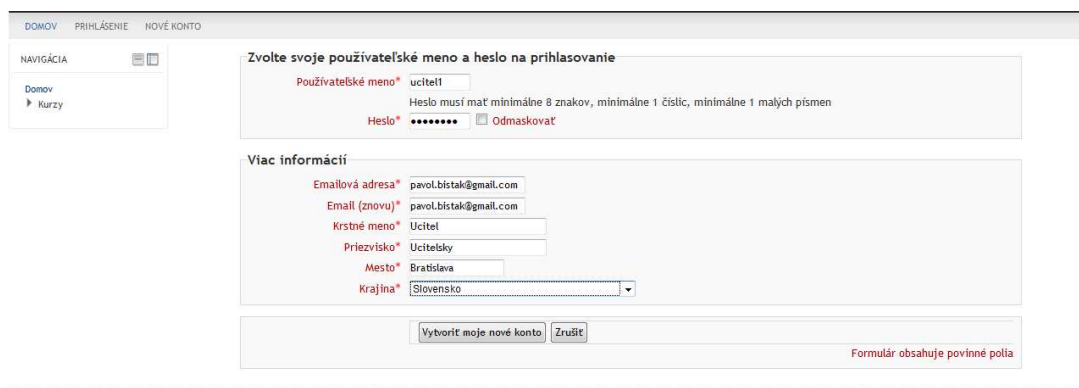 DOMOV PRIHLÁSENIE NOVÉ KONTO
NAVIGÁCIA
Domov
Kurzy
Zvolte svoje používateľské meno a heslo na prihlasovanie
Používateľské meno* ucitel1
Heslo musí mať minimálne 8 znakov, minimálne 1 číslic, minimálne 1 malých písmen
Heslo* •••••••• Odmaskovať
Viac informácií
Emailová adresa* pavol.bistak@gmail.com
Email (znovu)* pavol.bistak@gmail.com
Krstné meno* Ucitel
Priezvisko* Ucitelsky
Mesto* Bratislava
Krajina* Slovensko
Vytvoriť moje nové konto Zrušiť
Formulár obsahuje povinné polia